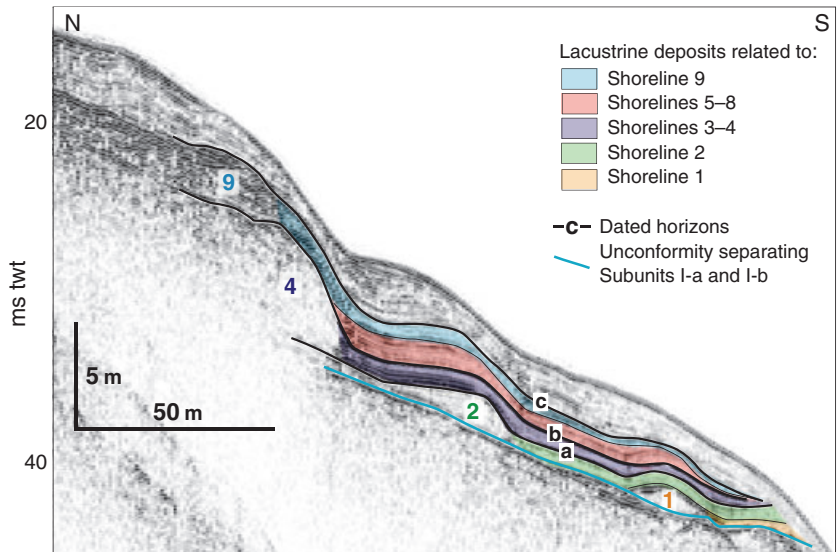 N
S
Lacustrine deposits related to:
Shoreline 9
Shorelines 5–8
Shorelines 3–4
Shoreline 2
Shoreline 1
c Dated horizons
Unconformity separating
Subunits I-a and I-b
20
40
ms twt
9
4
2
1
c
b
a
5 m
50 m